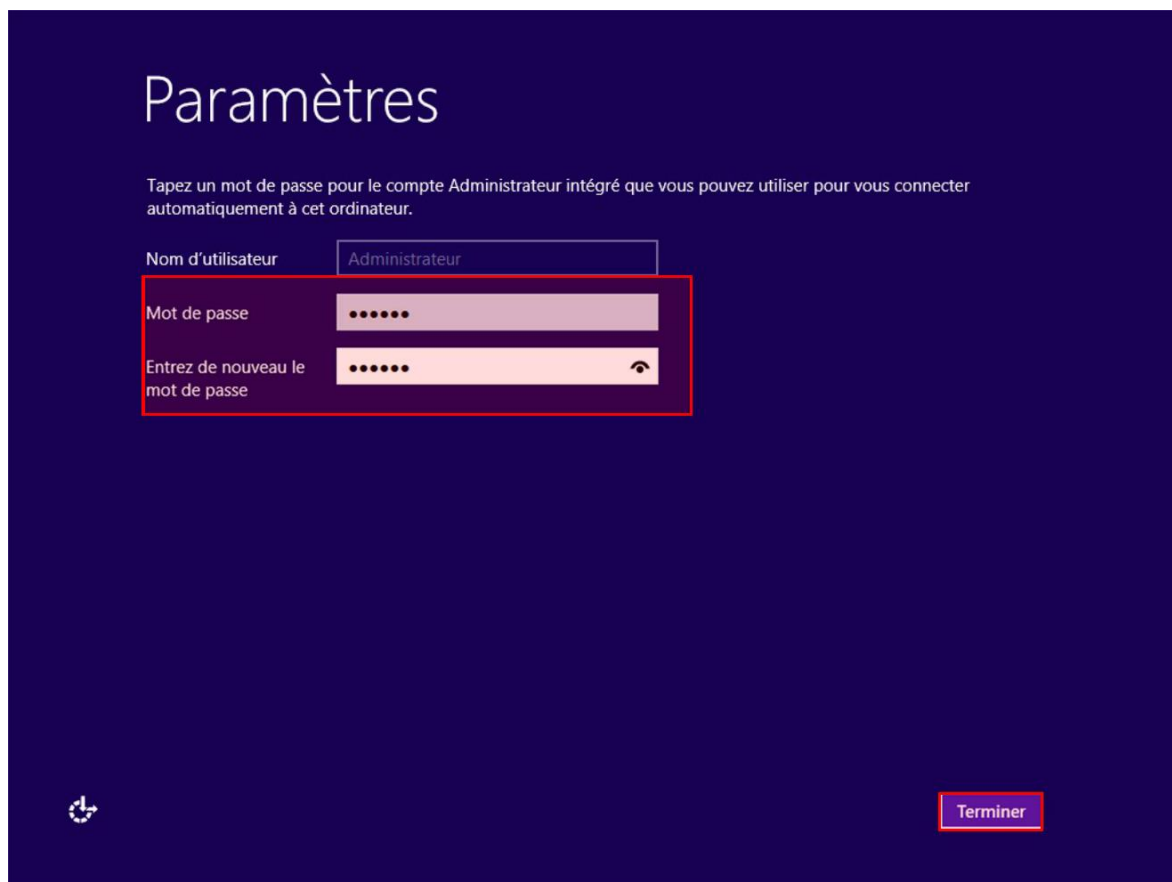 Paramètres
Tapez un mot de passe pour le compte Administrateur intégré que vous pouvez utiliser pour vous connecter
automatiquement à cet ordinateur.
Nom d'utilisateur Administrateur
Mot de passe ••••••
Entrez de nouveau le ••••••
mot de passe
Terminer